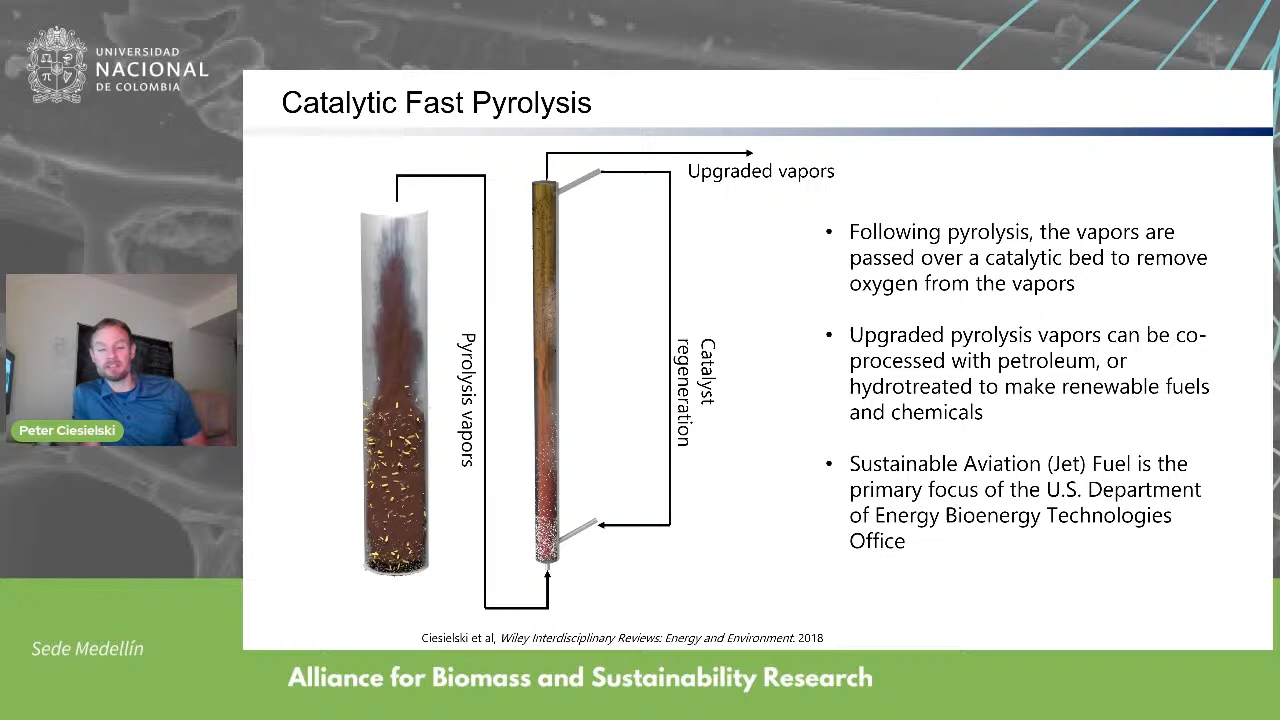 UNIVERSIDAD
NACIONAL
DE COLOMBIA
Catalytic Fast Pyrolysis
Upgraded vapors
Pyrolysis vapors
Catalyst
regeneration
• Following pyrolysis, the vapors are
passed over a catalytic bed to remove
oxygen from the vapors
• Upgraded pyrolysis vapors can be co-
processed with petroleum, or
hydrotreated to make renewable fuels
and chemicals
• Sustainable Aviation (Jet) Fuel is the
primary focus of the U.S. Department
of Energy Bioenergy Technologies
Office
Peter Ciesielski
Ciesielski et al, Wiley Interdisciplinary Reviews: Energy and Environment. 2018
Sede Medellín
Alliance for Biomass and Sustainability Research